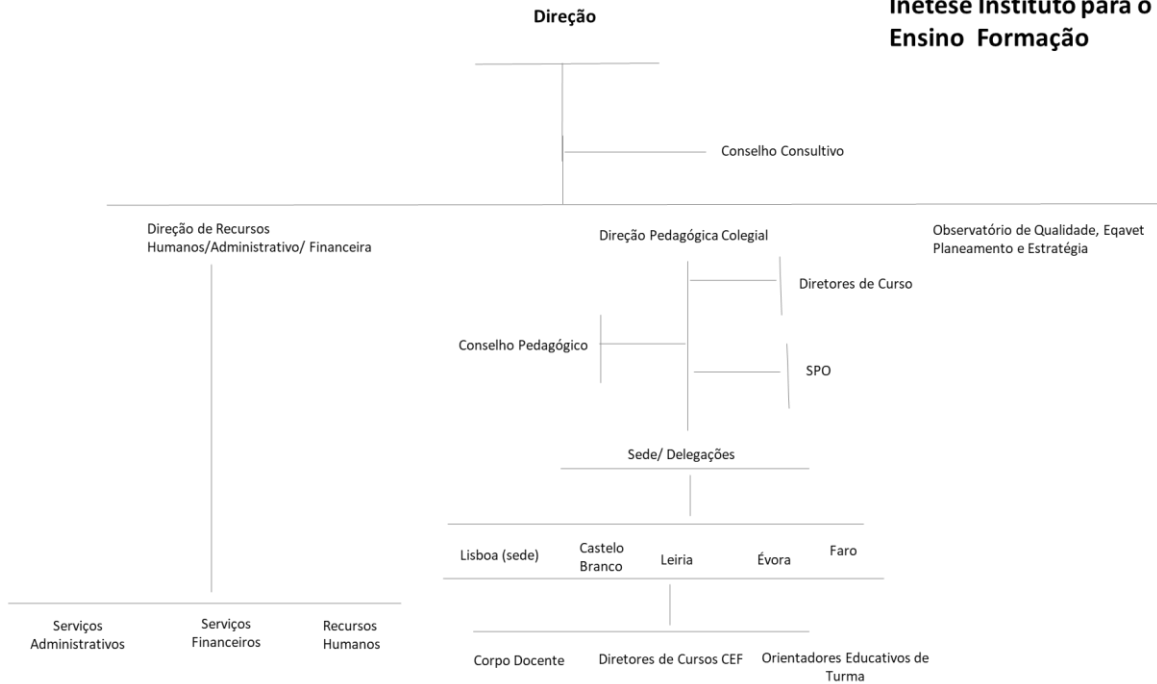 Inetese Instituto para o
Ensino Formação
Direção
Conselho Consultivo
Direção de Recursos
Humanos/Administrativo/ Financeira
Direção Pedagógica Colegial
Observatório de Qualidade, Eqavet
Planeamento e Estratégia
Diretores de Curso
Conselho Pedagógico
SPO
Sede/ Delegações
Lisboa (sede)
Castelo
Branco
Leiria
Évora
Faro
Serviços
Administrativos
Serviços
Financeiros
Recursos
Humanos
Corpo Docente
Diretores de Cursos CEF
Orientadores Educativos de
Turma